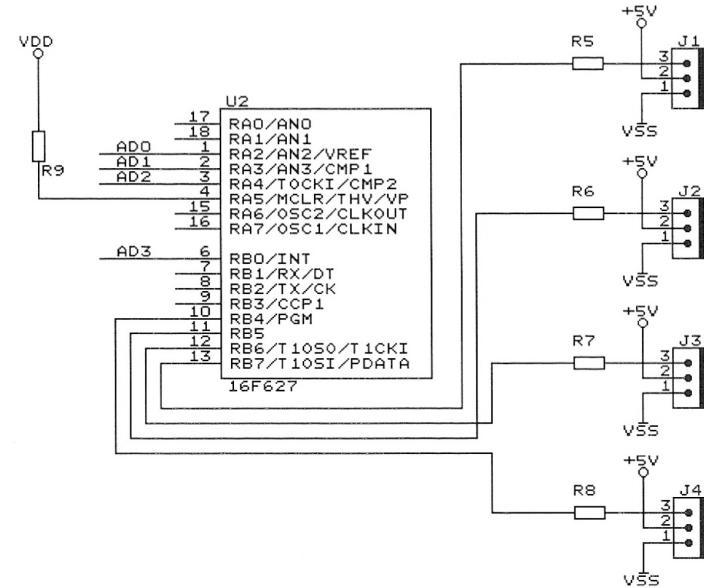 +5V
R5
J1
3
2
1
VSS
VDD
R9
U2
17 RA0/AN0
18 RA1/AN1
AD0 1 RA2/AN2/VREF
AD1 2 RA3/AN3/CMP1
AD2 3 RA4/TOCKI/CMP2
4 RA5/MCLR/THV/VP
15 RA6/OSC2/CLKOUT
16 RA7/OSC1/CLKIN
AD3 6 RB0/INT
7 RB1/RX/DT
8 RB2/TX/CK
9 RB3/CCP1
10 RB4/PGM
11 RB5
12 RB6/T1OSO/T1CKI
13 RB7/T1OSI/PDATA
16F627
+5V
R6
J2
3
2
1
VSS
+5V
R7
J3
3
2
1
VSS
+5V
R8
J4
3
2
1
VSS